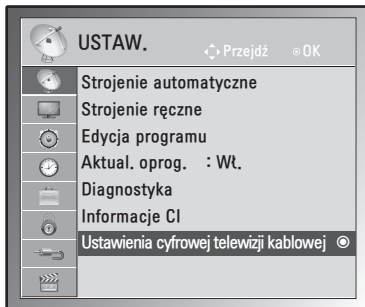 USTAW.
Przejdź OK
Strojenie automatyczne
Strojenie ręczne
Edycja programu
Aktual. oprog. : Wł.
Diagnostyka
Informacje CI
Ustawienia cyfrowej telewizji kablowej